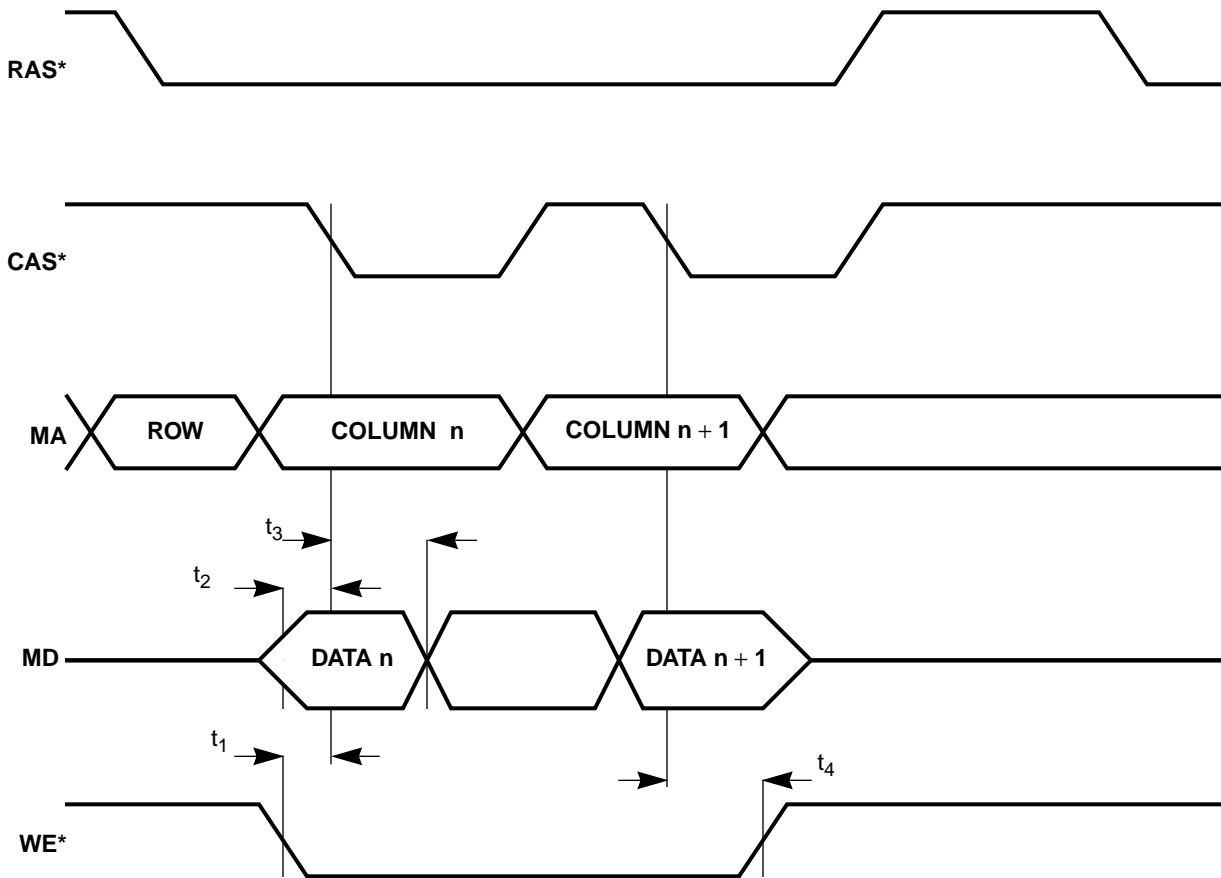 RAS*
CAS*
MA ROW COLUMN n COLUMN n + 1
t3
t2
MD DATA n DATA n + 1
t1
t4
WE*